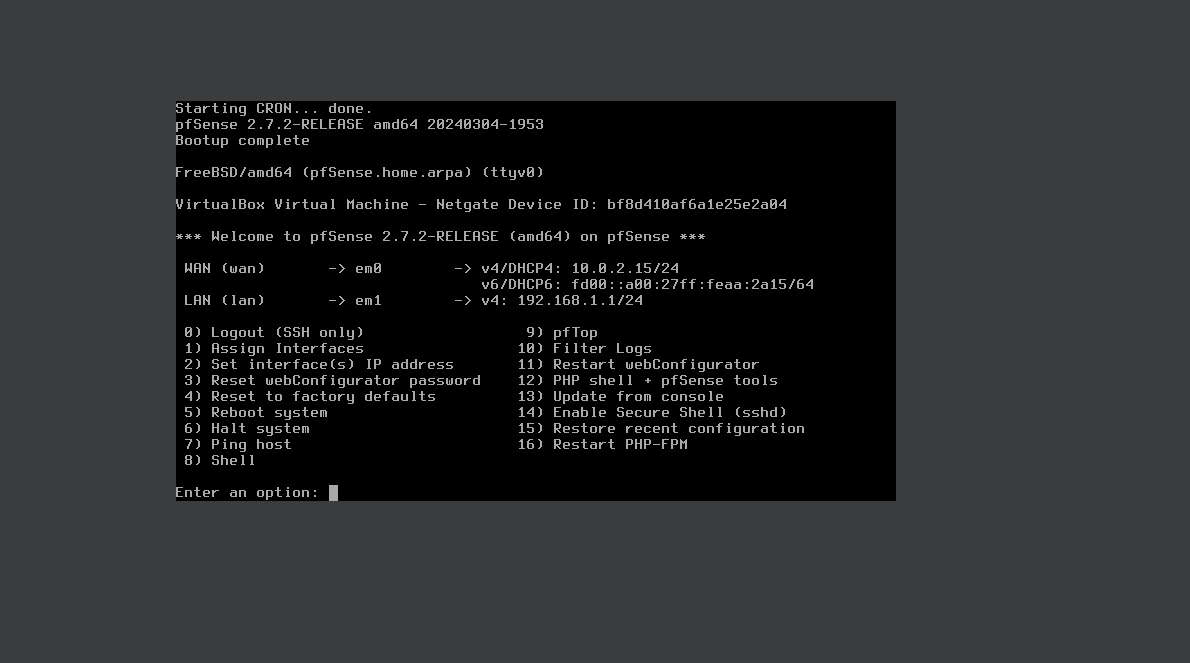 Starting CRON... done.
pfSense 2.7.2-RELEASE amd64 20240304-1953
Bootup complete
FreeBSD/amd64 (pfSense.home.arpa) (ttyv0)
VirtualBox Virtual Machine - Netgate Device ID: bf8d410af6a1e25e2a04
*** Welcome to pfSense 2.7.2-RELEASE (amd64) on pfSense ***
WAN (wan)       -> em0        -> v4/DHCP4: 10.0.2.15/24
v6/DHCP6: fd00::a00:27ff:feaa:2a15/64
LAN (lan)       -> em1        -> v4: 192.168.1.1/24
0) Logout (SSH only)                  9) pfTop
1) Assign Interfaces                 10) Filter Logs
2) Set interface(s) IP address       11) Restart webConfigurator
3) Reset webConfigurator password    12) PHP shell + pfSense tools
4) Reset to factory defaults         13) Update from console
5) Reboot system                     14) Enable Secure Shell (sshd)
6) Halt system                       15) Restore recent configuration
7) Ping host                         16) Restart PHP-FPM
8) Shell
Enter an option: